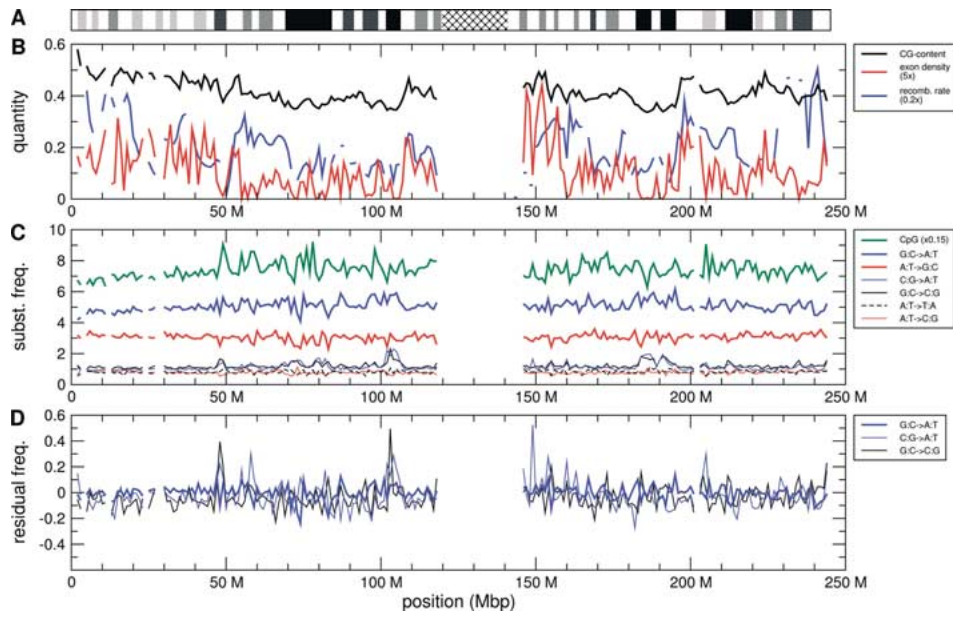 A
B
0.6
0.4
0.2
0
quantity
CG-content
exon density
(5x)
recomb. rate
(0.2x)
0
50 M
100 M
150 M
200 M
250 M
C
10
8
6
4
2
0
subst. freq.
CpG (x0.15)
G:C->A:T
A:T->G:C
C:G->A:T
G:C->C:G
A:T->T:A
A:T->C:G
0
50 M
100 M
150 M
200 M
250 M
D
0.6
0.4
0.2
0
-0.2
-0.4
residual freq.
G:C->A:T
C:G->A:T
G:C->C:G
0
50 M
100 M
150 M
200 M
250 M
position (Mbp)